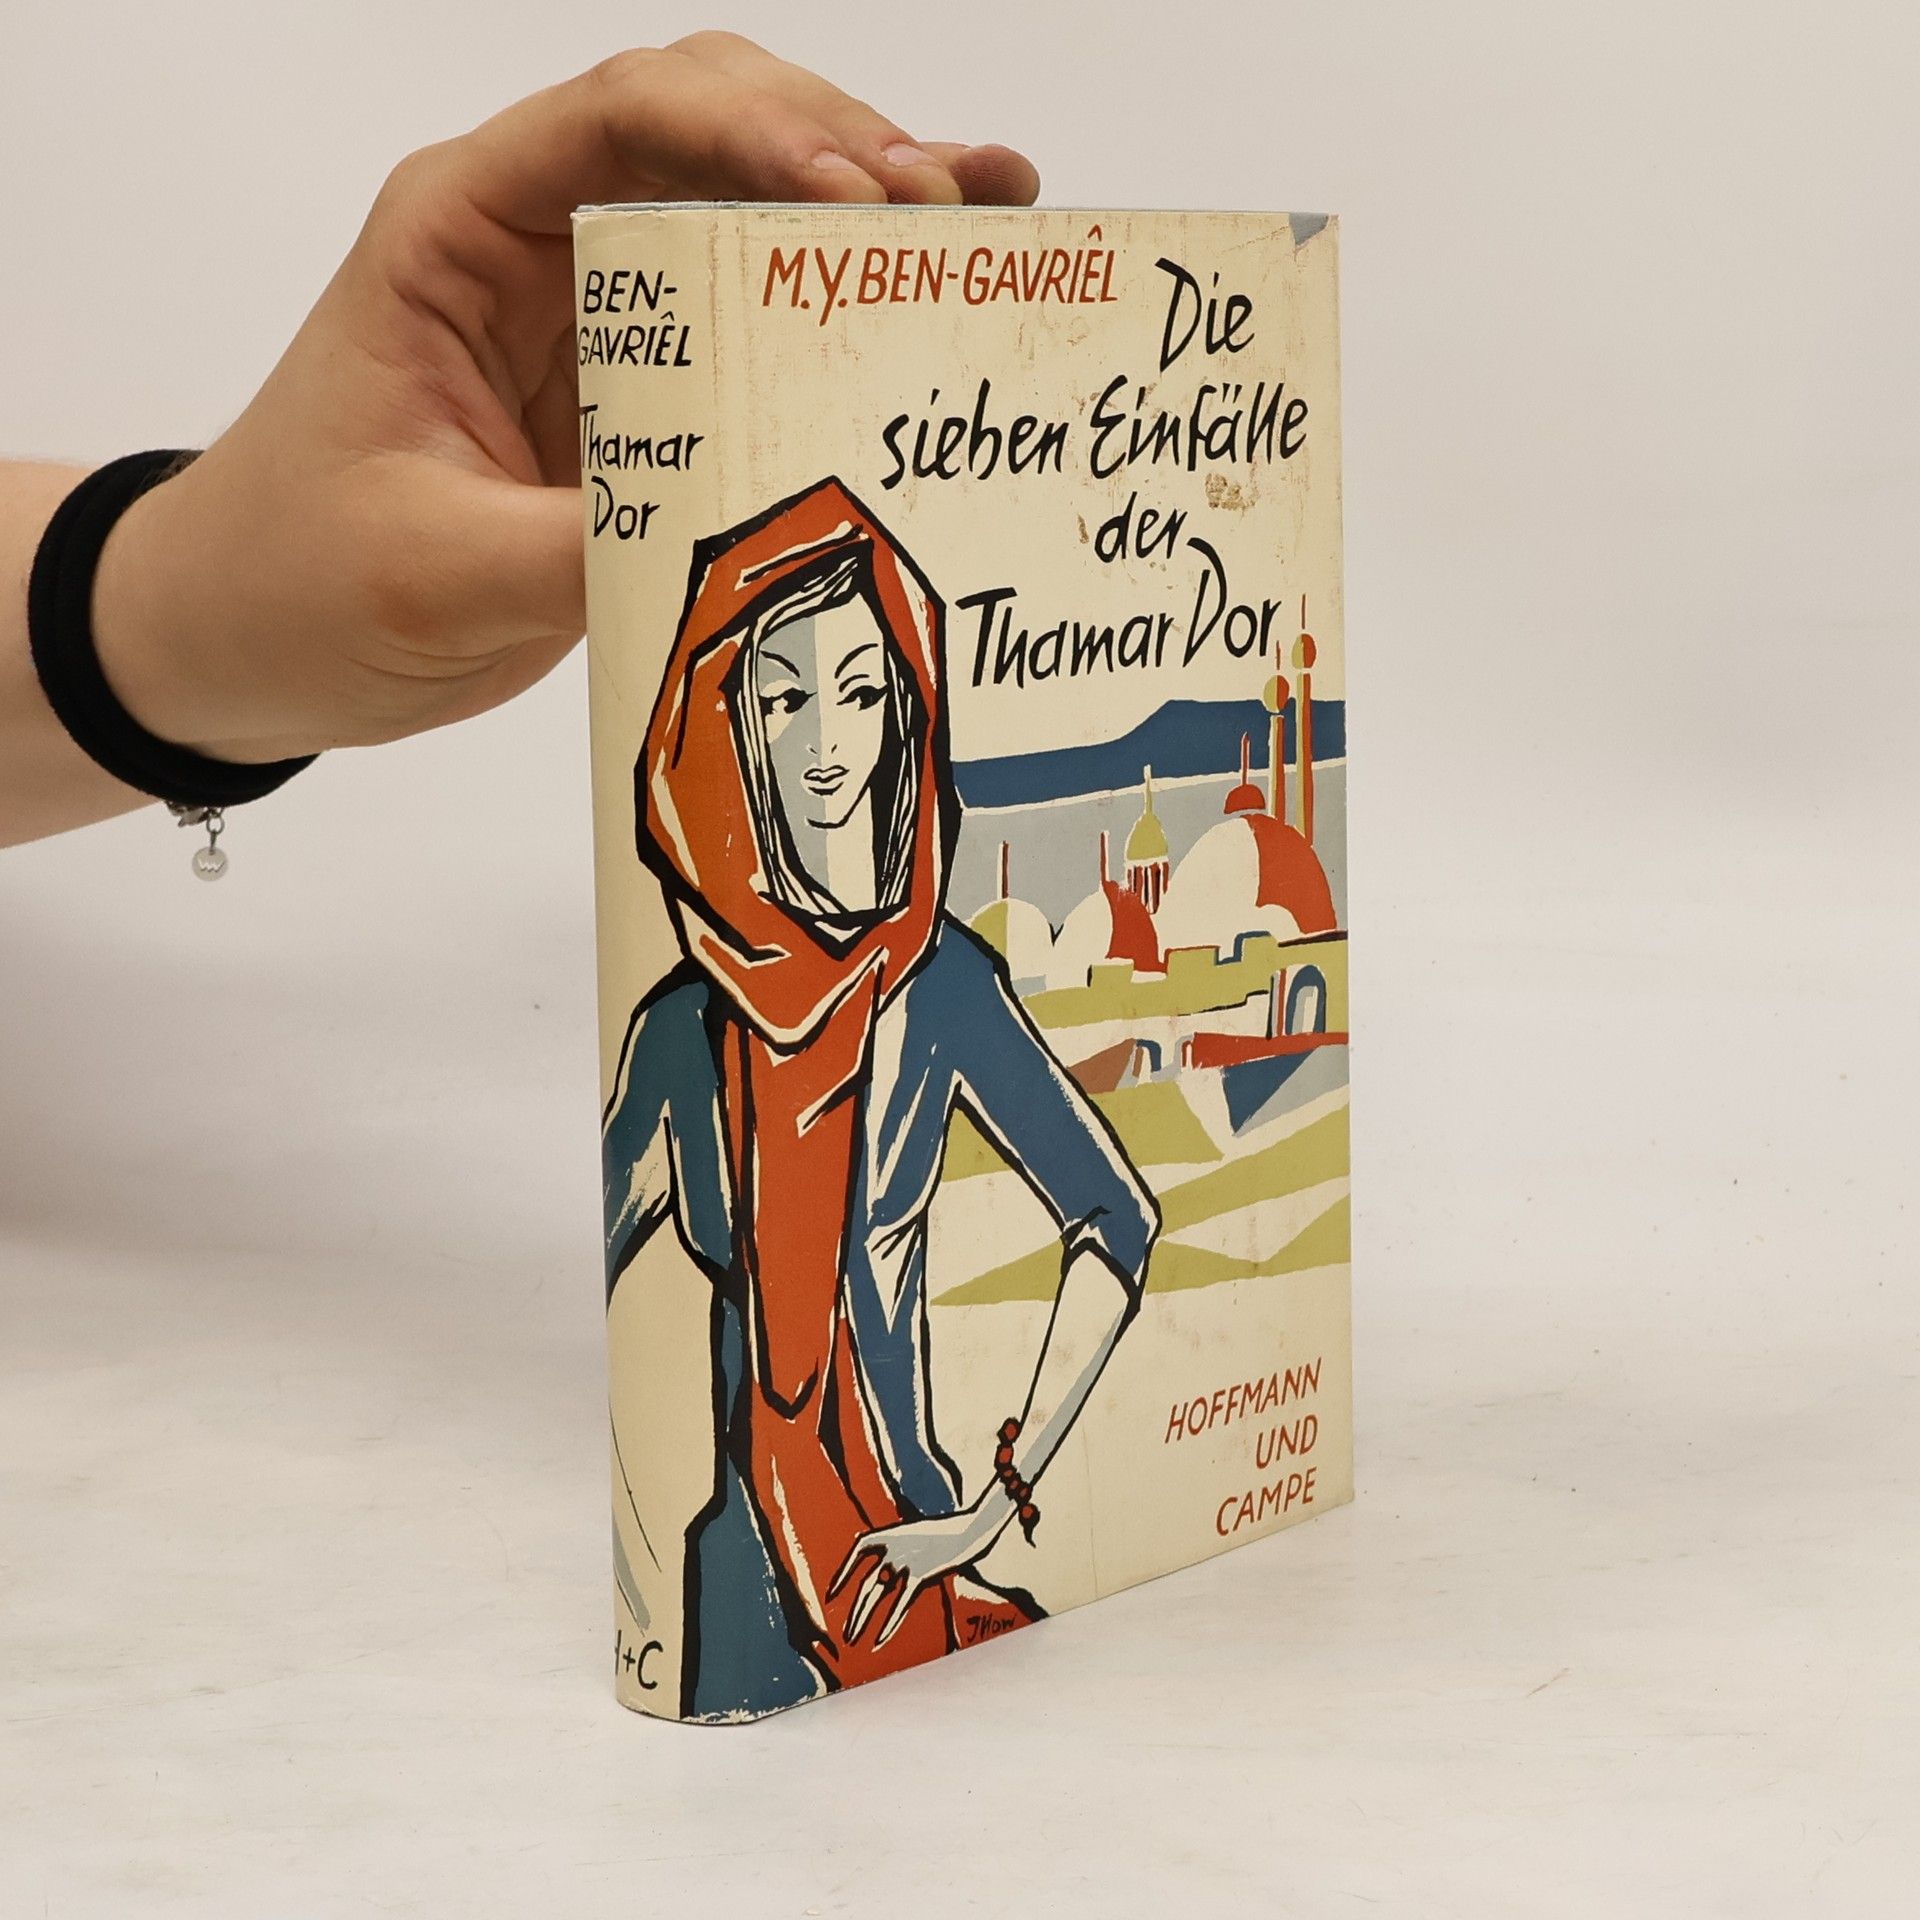 BEN-
GAVRIÊL
Thamar
Dor
H+C
M.Y. BEN-GAVRIÊL
Die
sieben Einfälle
der
Thamar Dor
HOFFMANN
UND
CAMPE